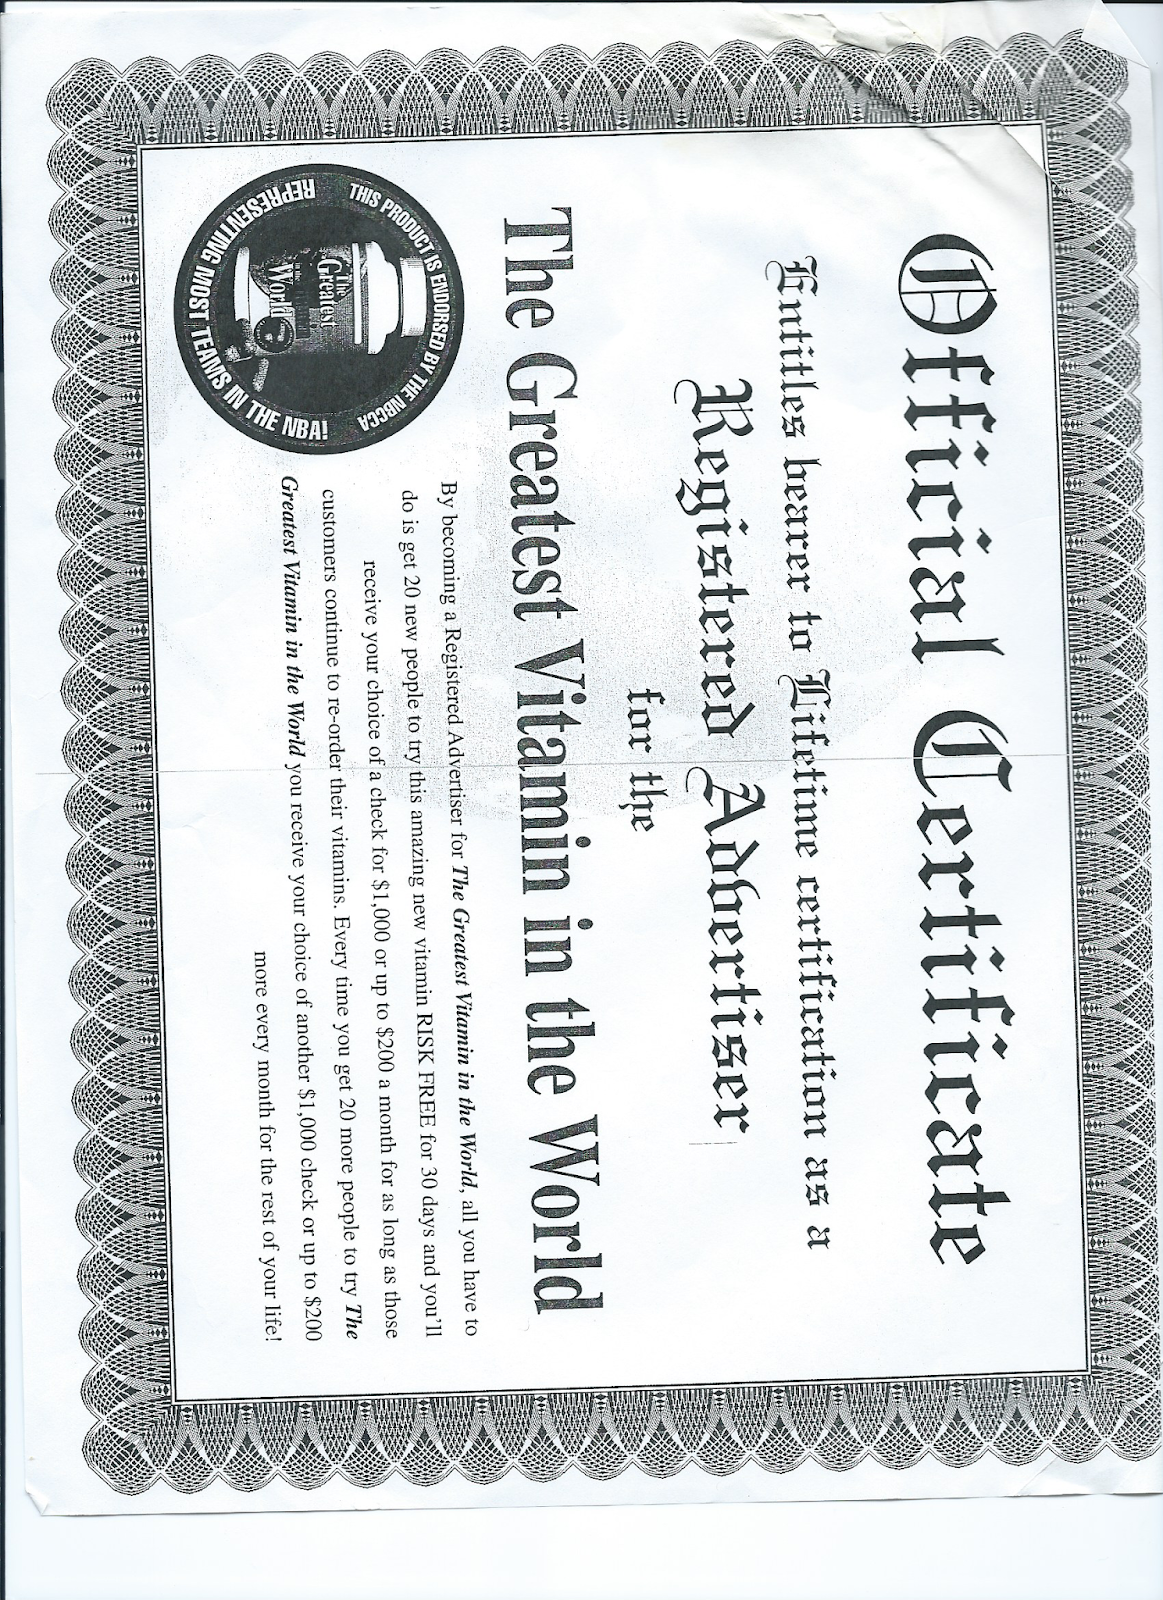 Official Certificate
Entitles bearer to Lifetime certification as a
Registered Advertiser
for the
The Greatest Vitamin in the World
By becoming a Registered Advertiser for The Greatest Vitamin in the World, all you have to
do is get 20 new people to try this amazing new vitamin RISK FREE for 30 days and you'll
receive your choice of a check for $1,000 or up to $200 a month for as long as those
customers continue to re-order their vitamins. Every time you get 20 more people to try The
Greatest Vitamin in the World you receive your choice of another $1,000 check or up to $200
more every month for the rest of your life!
THIS PRODUCT IS ENDORSED BY THE NBCCA
REPRESENTING MOST TEAMS IN THE NBA!
The
Greatest
in the
World